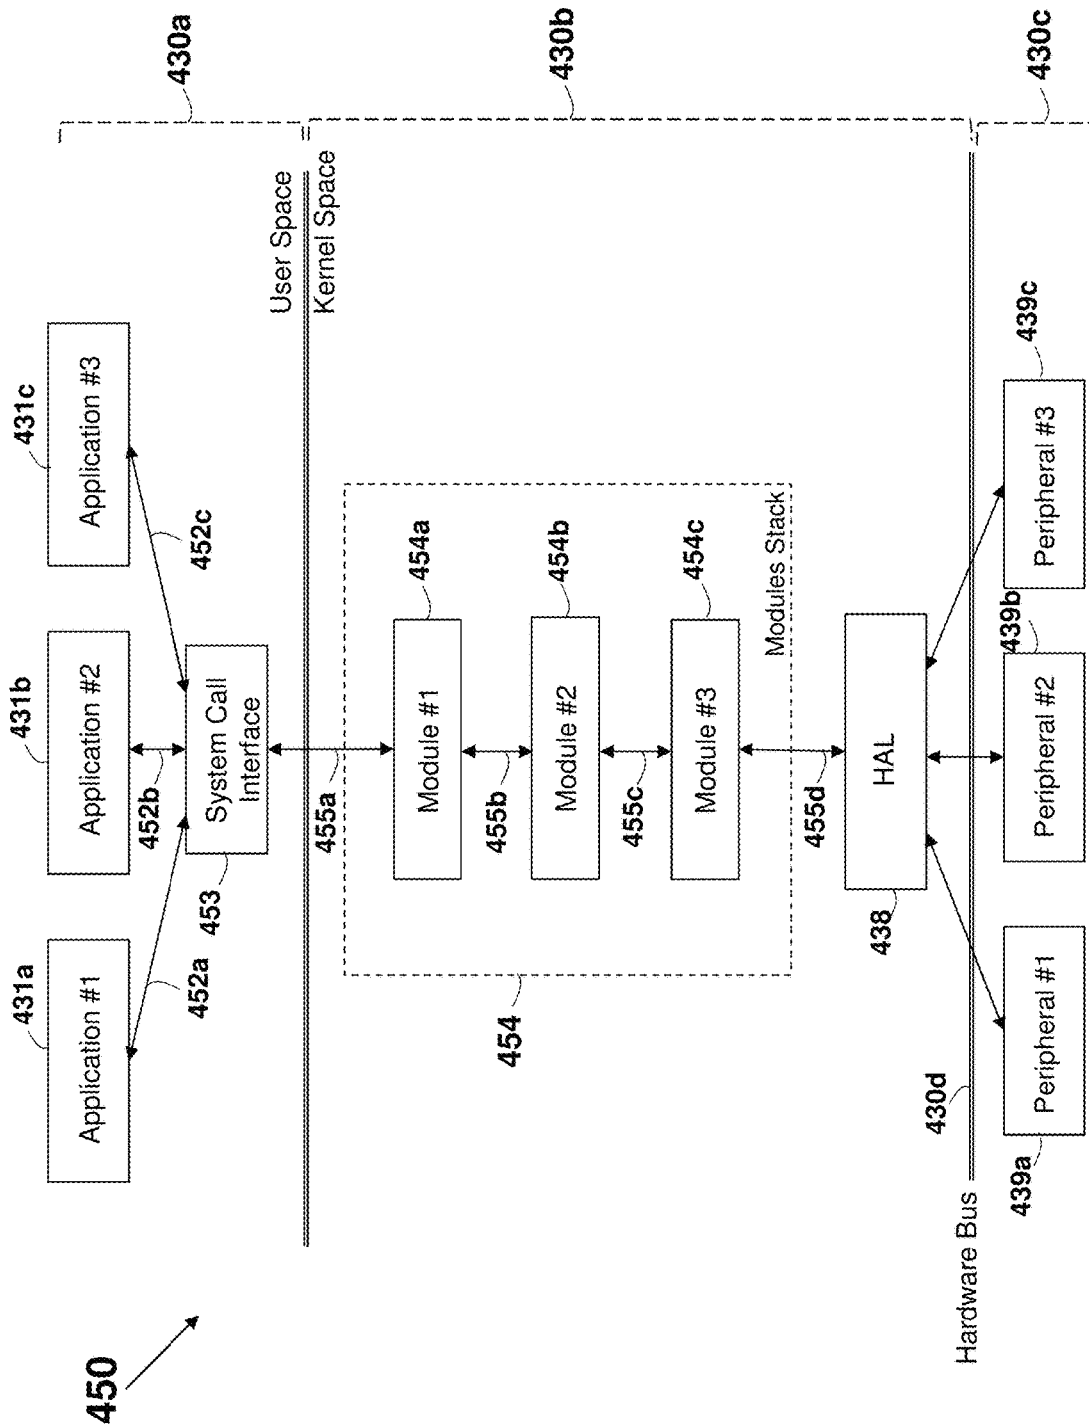 450
431a
431b
431c
430a
Application #1
Application #2
Application #3
452a
452b
452c
453
System Call
Interface
User Space
Kernel Space
430b
455a
454
454a
Module #1
455b
454b
Module #2
455c
454c
Module #3
Modules Stack
455d
438
HAL
430d
Hardware Bus
430c
439a
439b
439c
Peripheral #1
Peripheral #2
Peripheral #3